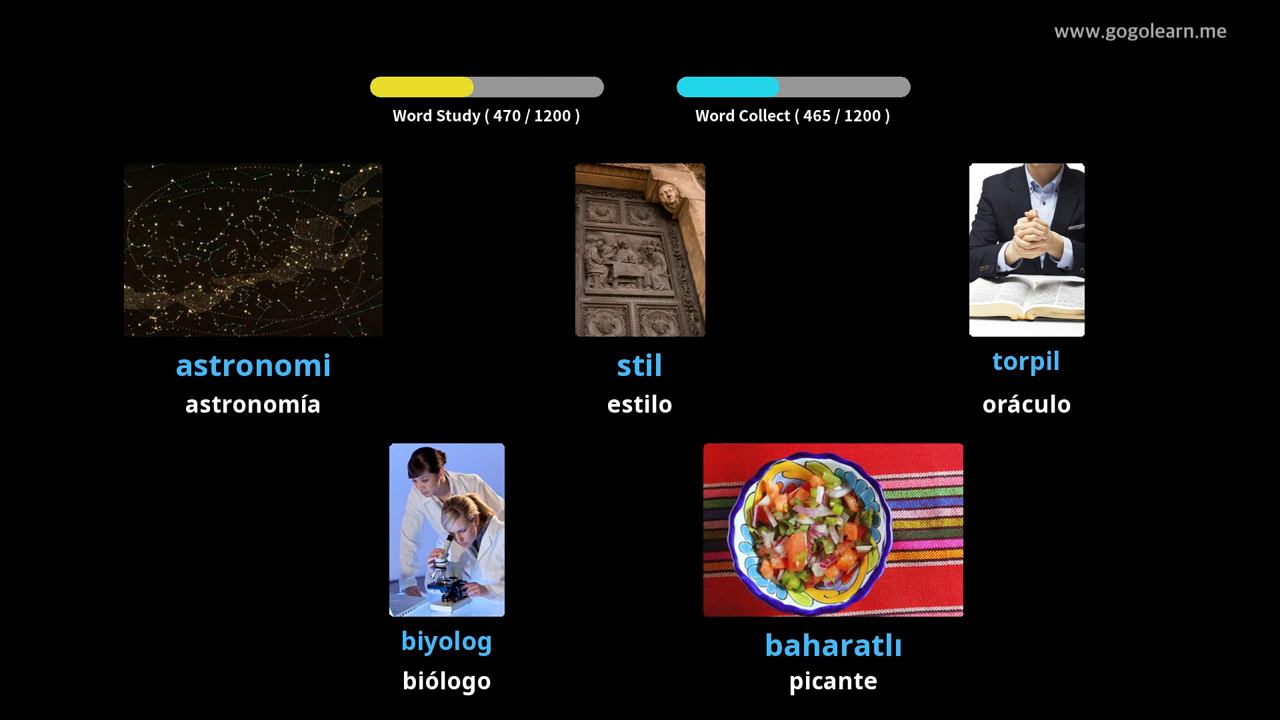 www.gogolearn.me
Word Study ( 470 / 1200 )
Word Collect ( 465 / 1200 )
astronomi
astronomía
stil
estilo
torpil
oráculo
biyolog
biólogo
baharatlı
picante